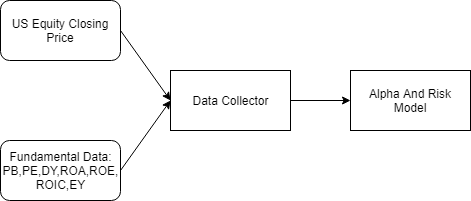 US Equity Closing
Price
Data Collector
Alpha And Risk
Model
Fundamental Data:
PB,PE,DY,ROA,ROE,
ROIC,EY